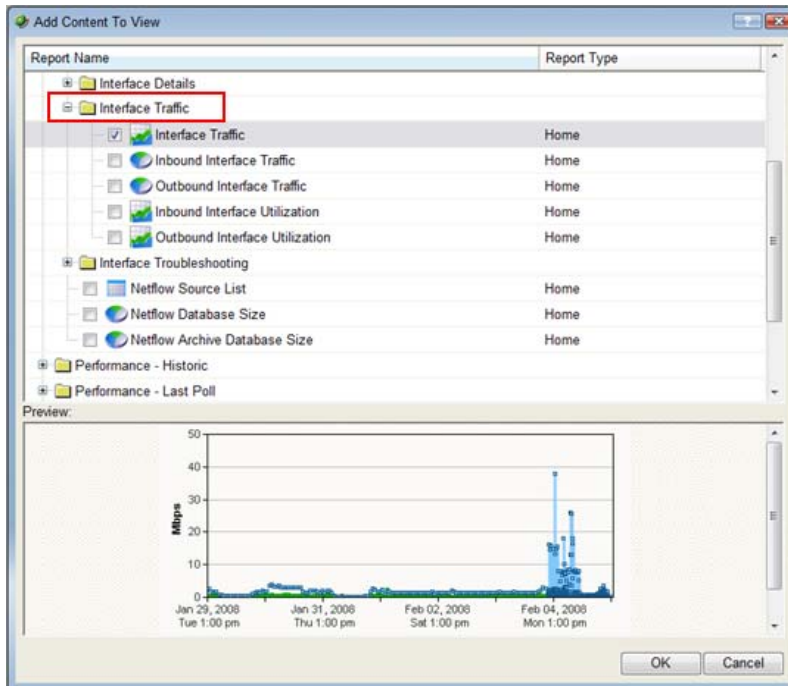 Add Content To View
Report Name Report Type
Interface Details
Interface Traffic
Interface Traffic Home
Inbound Interface Traffic Home
Outbound Interface Traffic Home
Inbound Interface Utilization Home
Outbound Interface Utilization Home
Interface Troubleshooting
Netflow Source List Home
Netflow Database Size Home
Netflow Archive Database Size Home
Performance - Historic
Performance - Last Poll
Preview:
50
40
30
20
10
0
Mbps
Jan 29, 2008 Jan 31, 2008 Feb 02, 2008 Feb 04, 2008
Tue 1:00 pm Thu 1:00 pm Sat 1:00 pm Mon 1:00 pm
OK Cancel